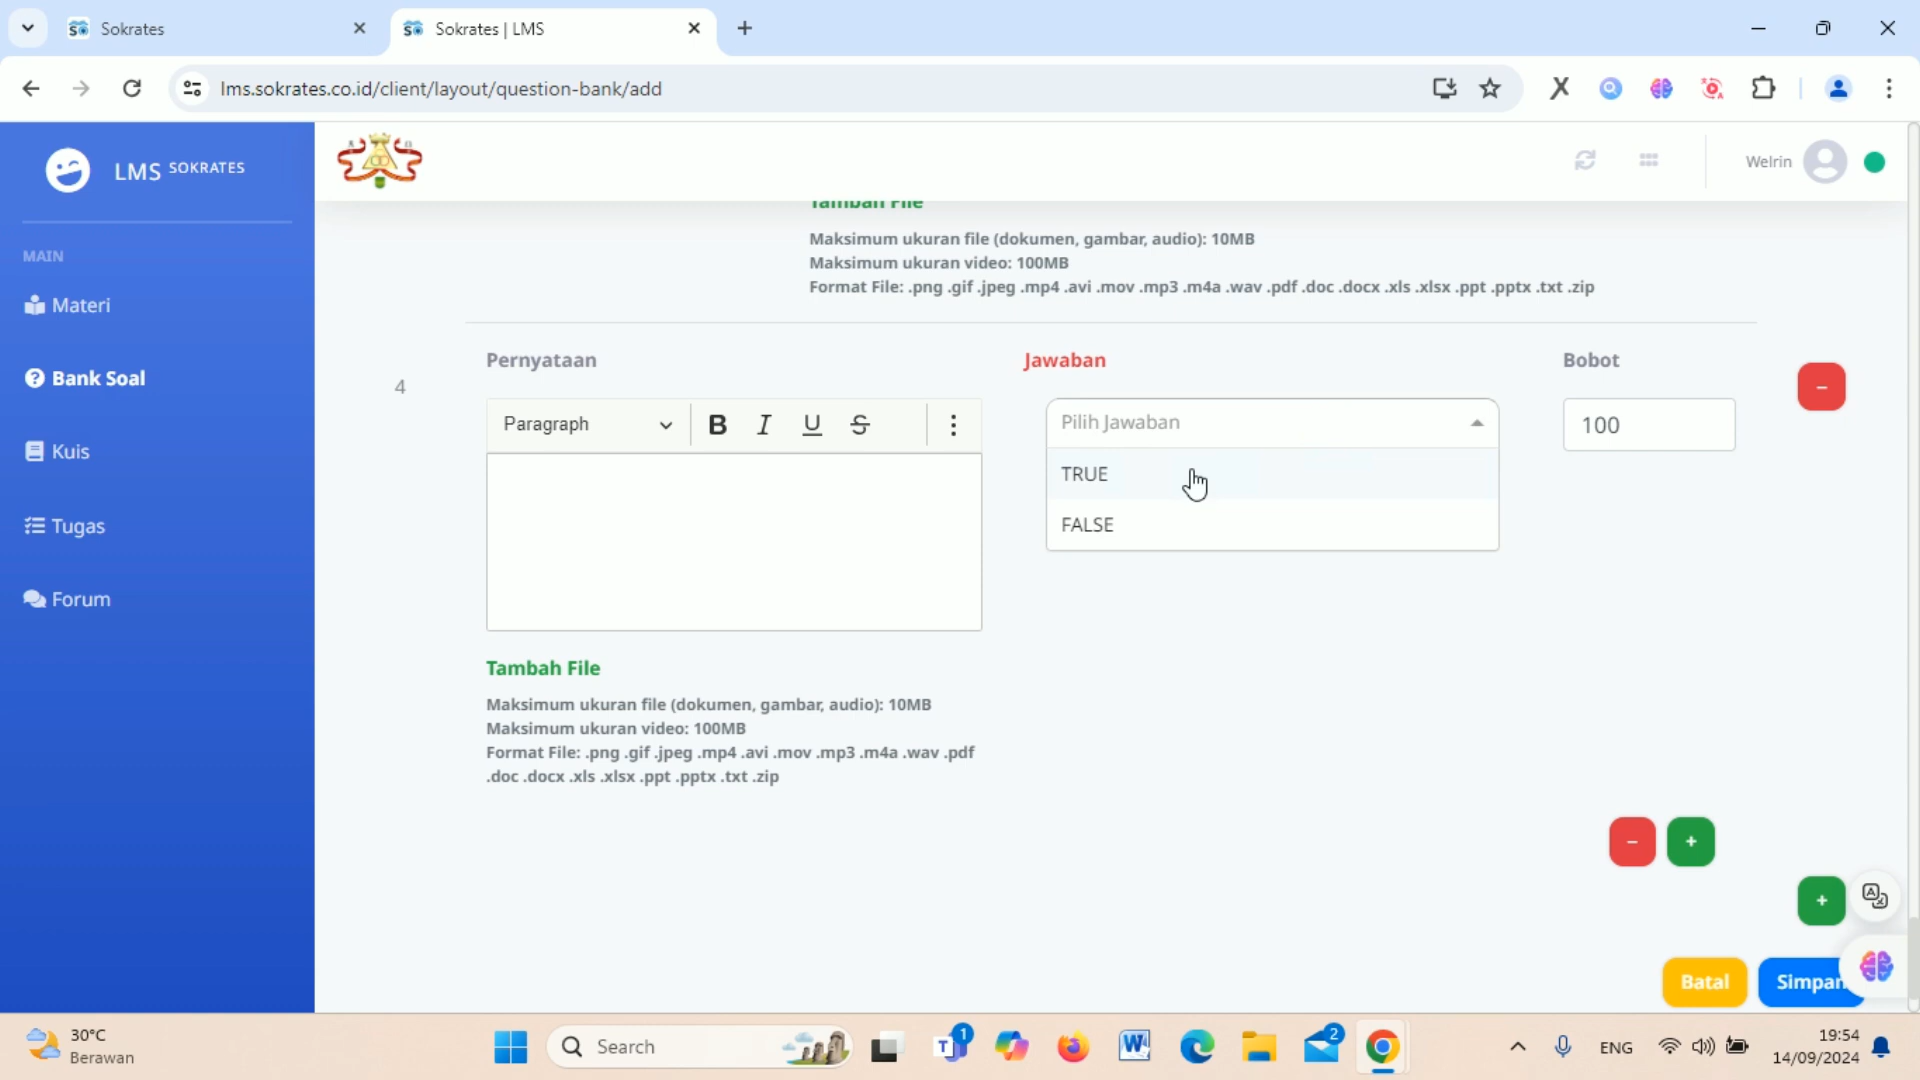 Sokrates
Sokrates | LMS
lms.sokrates.co.id/client/layout/question-bank/add
LMS SOKRATES
Welrin
MAIN
Materi
Bank Soal
Kuis
Tugas
Forum
Tambah File
Maksimum ukuran file (dokumen, gambar, audio): 10MB
Maksimum ukuran video: 100MB
Format File: .png .gif .jpeg .mp4 .avi .mov .mp3 .m4a .wav .pdf .doc .docx .xls .xlsx .ppt .pptx .txt .zip
Pernyataan
Jawaban
Bobot
4
Paragraph
B I U S
Pilih Jawaban
100
TRUE
FALSE
Tambah File
Maksimum ukuran file (dokumen, gambar, audio): 10MB
Maksimum ukuran video: 100MB
Format File: .png .gif .jpeg .mp4 .avi .mov .mp3 .m4a .wav .pdf
.doc .docx .xls .xlsx .ppt .pptx .txt .zip
Batal
Simpan
30°C
Berawan
Search
1
2
ENG
19:54
14/09/2024